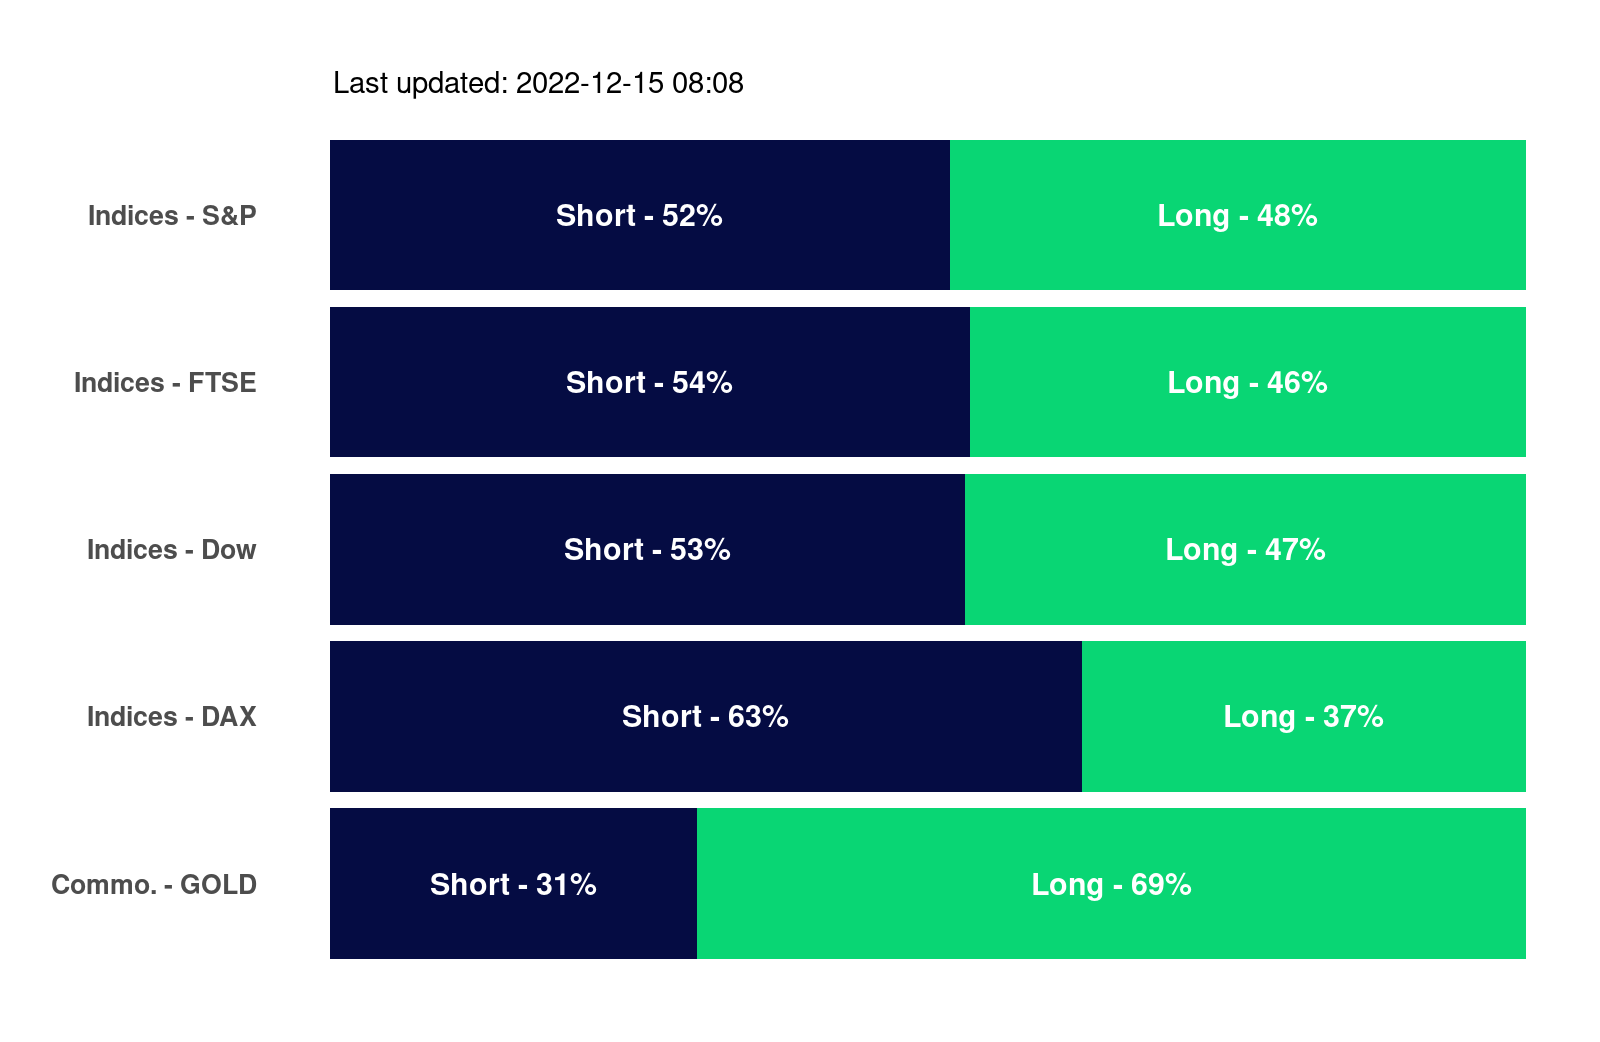 Last updated: 2022-12-15 08:08
Indices - S&P Short - 52% Long - 48%
Indices - FTSE Short - 54% Long - 46%
Indices - Dow Short - 53% Long - 47%
Indices - DAX Short - 63% Long - 37%
Commo. - GOLD Short - 31% Long - 69%